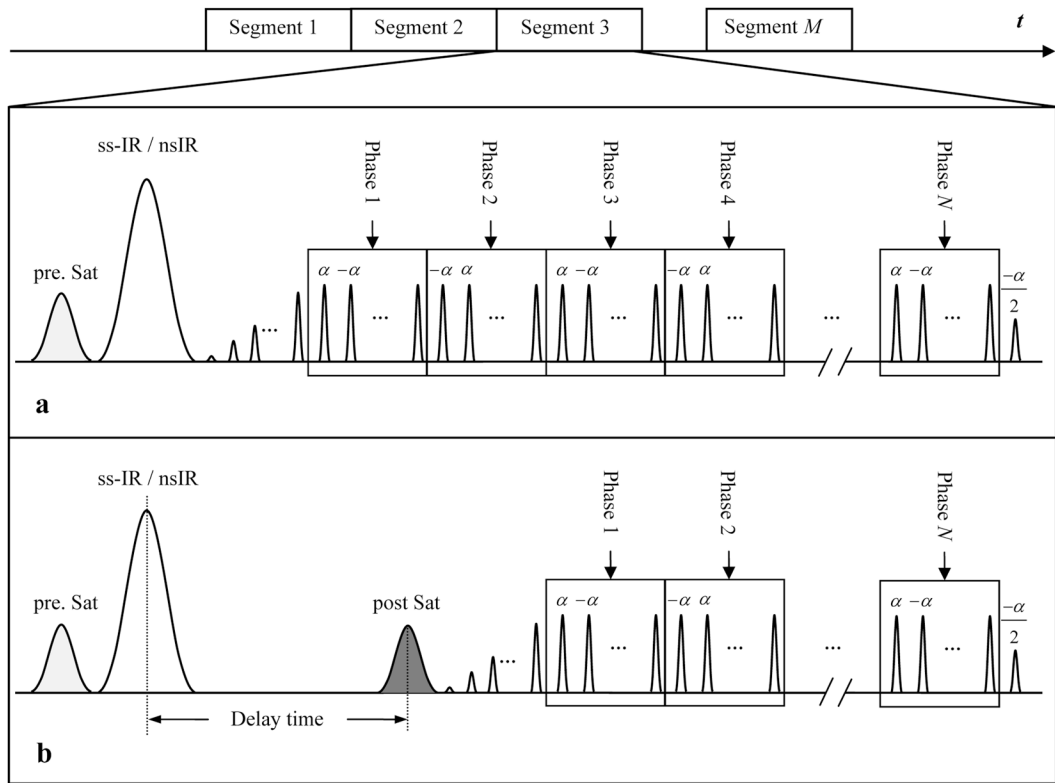 Segment 1 Segment 2 Segment 3 Segment M t
ss-IR / nsIR
Phase 1 Phase 2 Phase 3 Phase 4 Phase N
pre. Sat
α −α ... −α α ... α −α ... −α α ... ... α −α ... −α/2
...
a
ss-IR / nsIR
Phase 1 Phase 2 Phase N
pre. Sat post Sat
α −α ... −α α ... ... α −α ... −α/2
...
Delay time
b